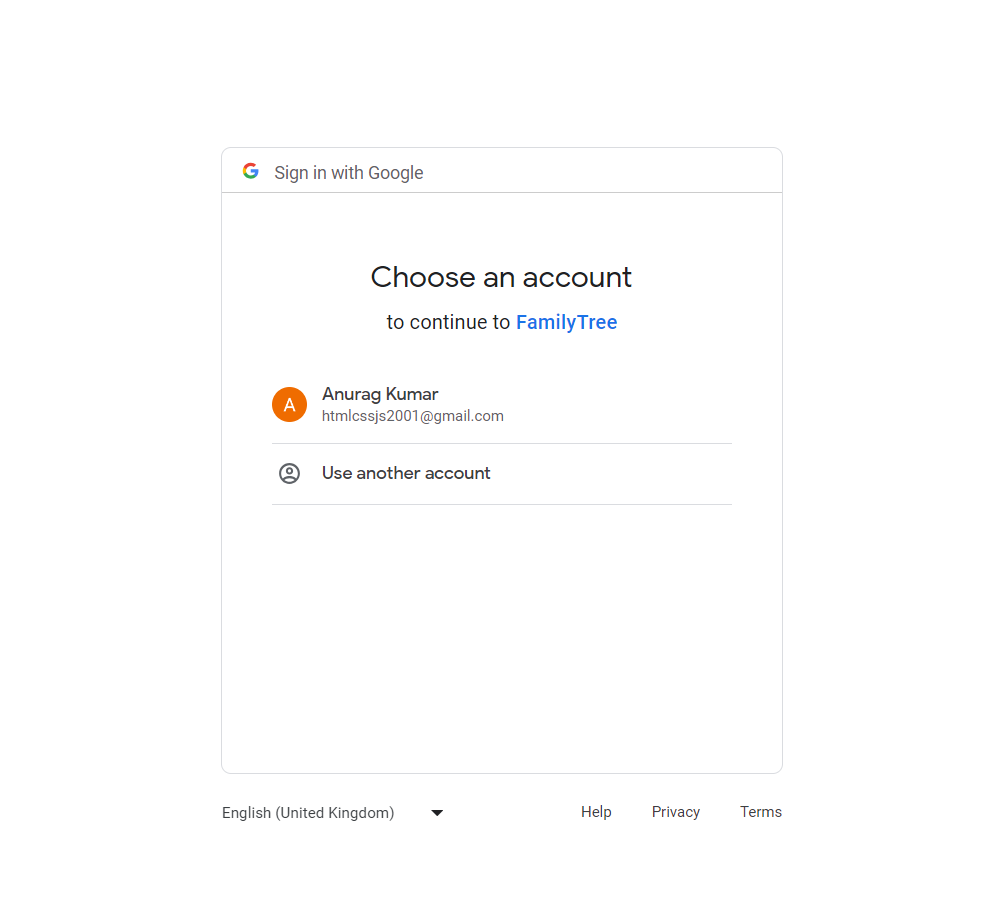 Sign in with Google
Choose an account
to continue to FamilyTree
A
Anurag Kumar
htmlcssjs2001@gmail.com
Use another account
English (United Kingdom)
Help
Privacy
Terms